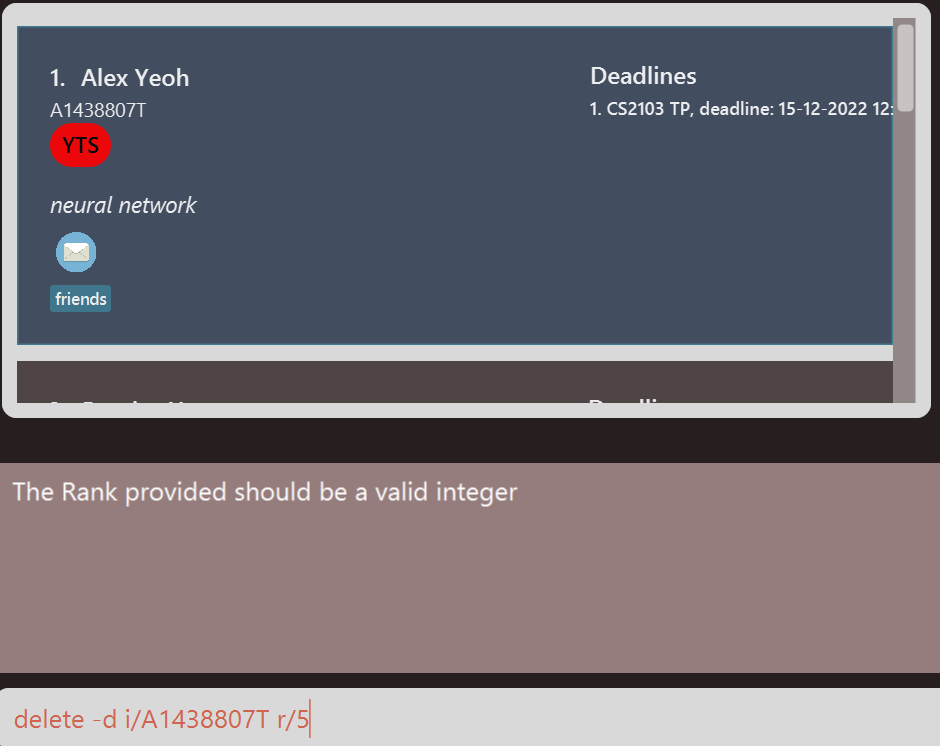 1. Alex Yeoh
A1438807T
YTS
neural network
friends
Deadlines
1. CS2103 TP, deadline: 15-12-2022 12:
The Rank provided should be a valid integer
delete -d i/A1438807T r/5